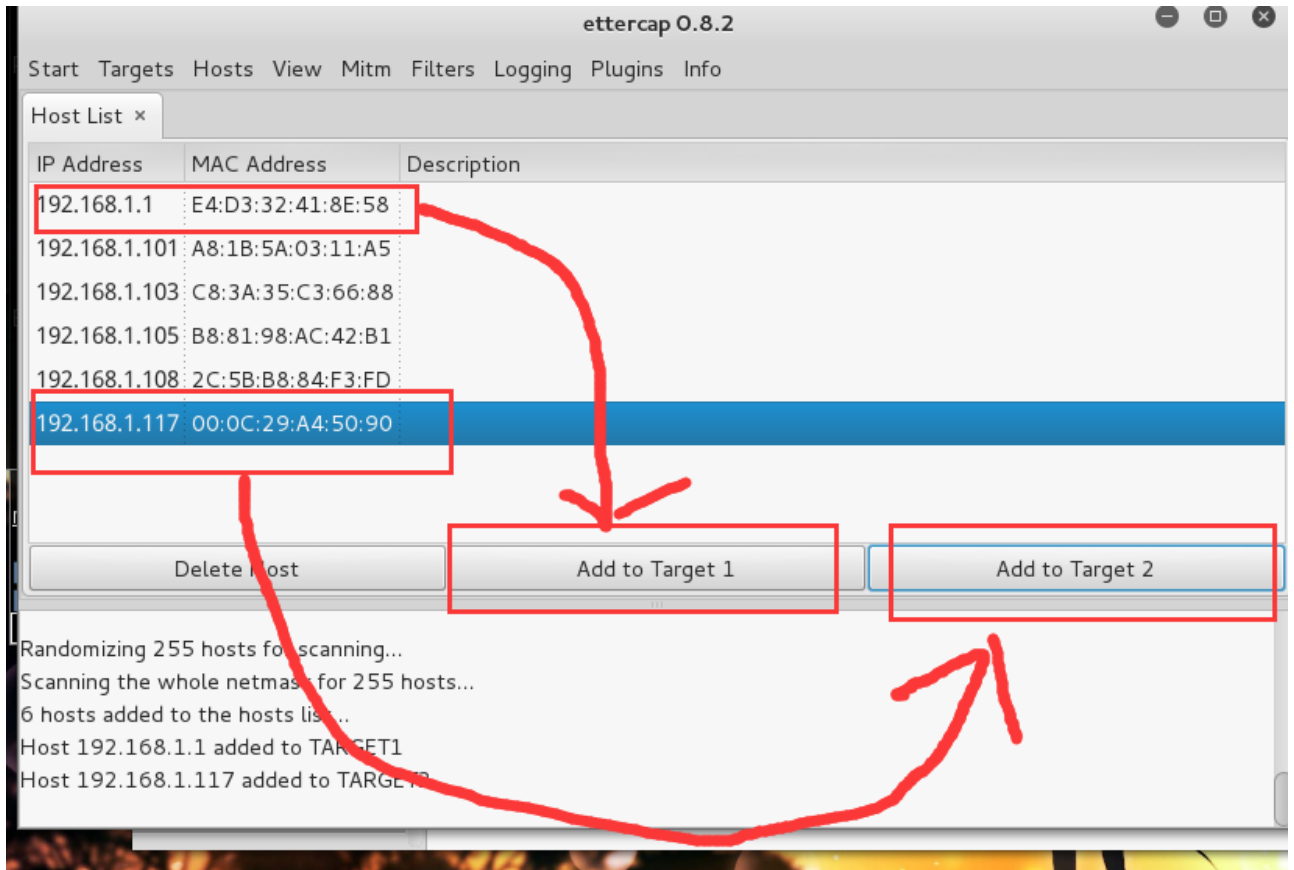 ettercap 0.8.2
Start Targets Hosts View Mitm Filters Logging Plugins Info
Host List ×
IP Address MAC Address Description
192.168.1.1 E4:D3:32:41:8E:58
192.168.1.101 A8:1B:5A:03:11:A5
192.168.1.103 C8:3A:35:C3:66:88
192.168.1.105 B8:81:98:AC:42:B1
192.168.1.108 2C:5B:B8:84:F3:FD
192.168.1.117 00:0C:29:A4:50:90
Delete Host Add to Target 1 Add to Target 2
Randomizing 255 hosts for scanning...
Scanning the whole netmask for 255 hosts...
6 hosts added to the hosts list...
Host 192.168.1.1 added to TARGET1
Host 192.168.1.117 added to TARGET2